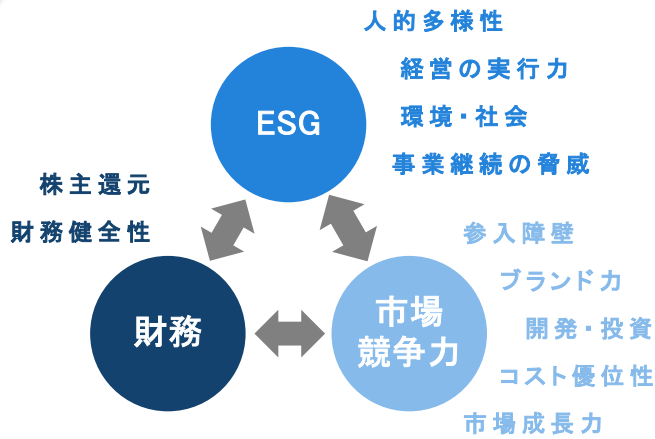 人的多様性
経営の実行力
ESG
環境・社会
事業継続の脅威
株主還元
財務健全性
参入障壁
ブランド力
財務
市場
競争力
開発・投資
コスト優位性
市場成長力